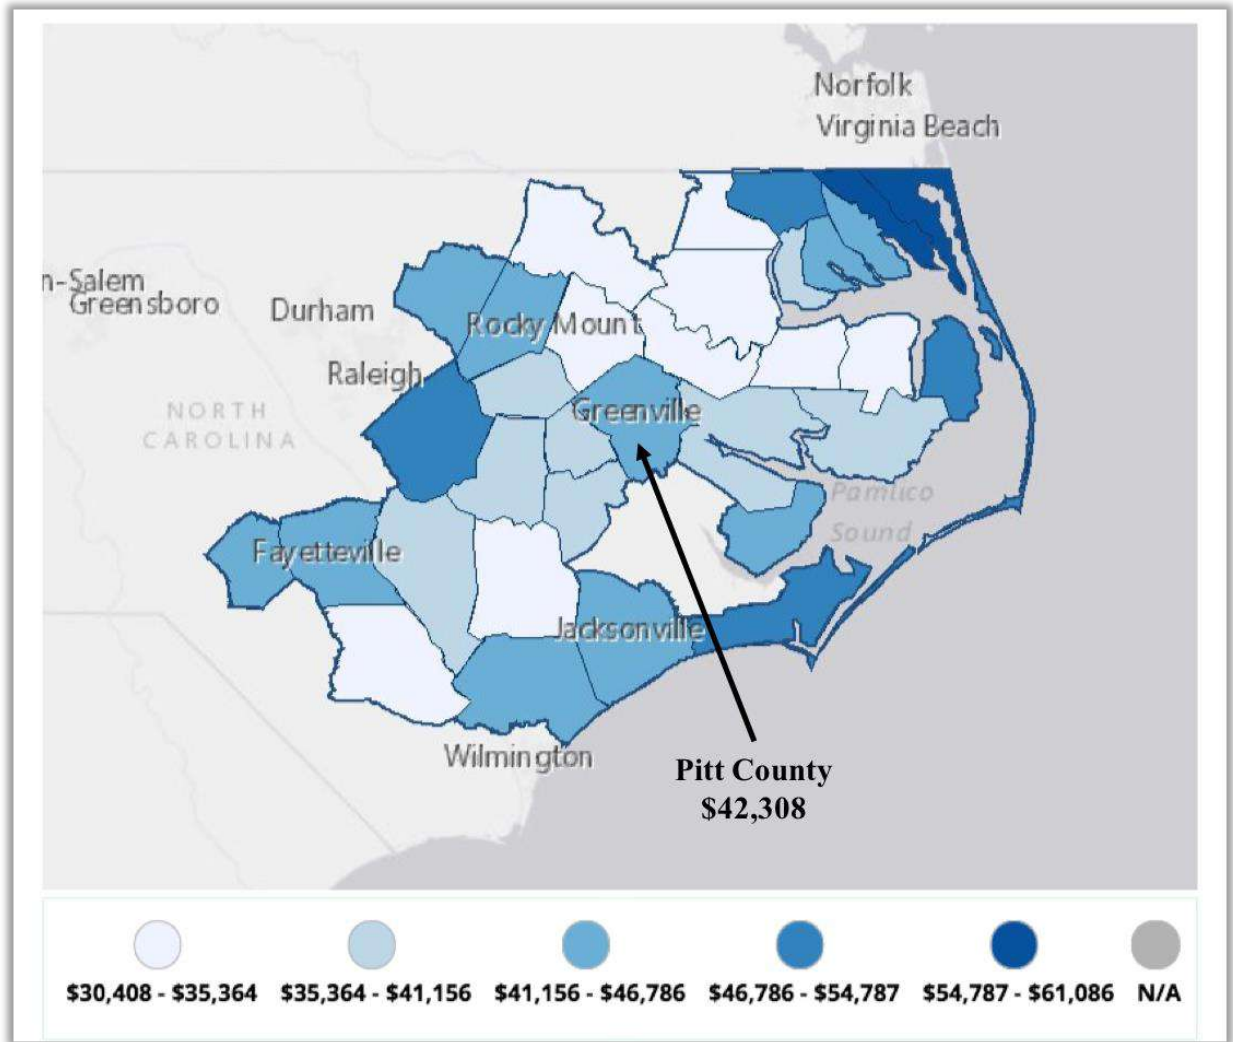 Norfolk
Virginia Beach
n-Salem
Greensboro
Durham
Rocky Mount
Raleigh
NORTH
CAROLINA
Greenville
Pamlico
Sound
Fayetteville
Jacksonville
Wilmington
Pitt County
$42,308
$30,408 - $35,364 $35,364 - $41,156 $41,156 - $46,786 $46,786 - $54,787 $54,787 - $61,086 N/A